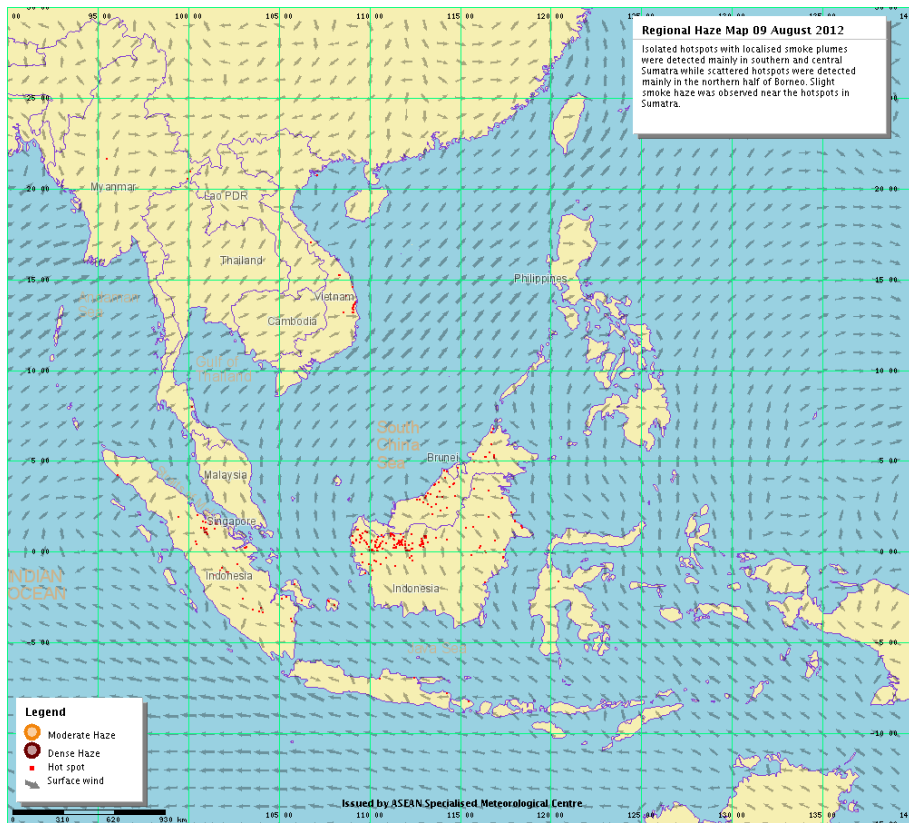 30 00
00
95 00
100 00
105 00
110 00
115 00
120 00
125 00
130 00
135 00
Regional Haze Map 09 August 2012
Isolated hotspots with localised smoke plumes
were detected mainly in southern and central
Sumatra while scattered hotspots were detected
mainly in the northern half of Borneo. Slight
smoke haze was observed near the hotspots in
Sumatra.
25 00
Myanmar
20 00
20 00
Lao PDR
Thailand
15 00
Philippines
15 00
Vietnam
Cambodia
Gulf of
Thailand
10 00
10 00
South
China
Sea
Brunei
5 00
5 00
Malaysia
Singapore
0 00
0 00
INDIAN
OCEAN
Indonesia
Indonesia
-5 00
-5 00
Java Sea
-10 00
Legend
Moderate Haze
Dense Haze
Hot spot
Surface wind
Issued by ASEAN Specialised Meteorological Centre
0 310 620 930 km
105 00
110 00
115 00
120 00
125 00
130 00
135 00